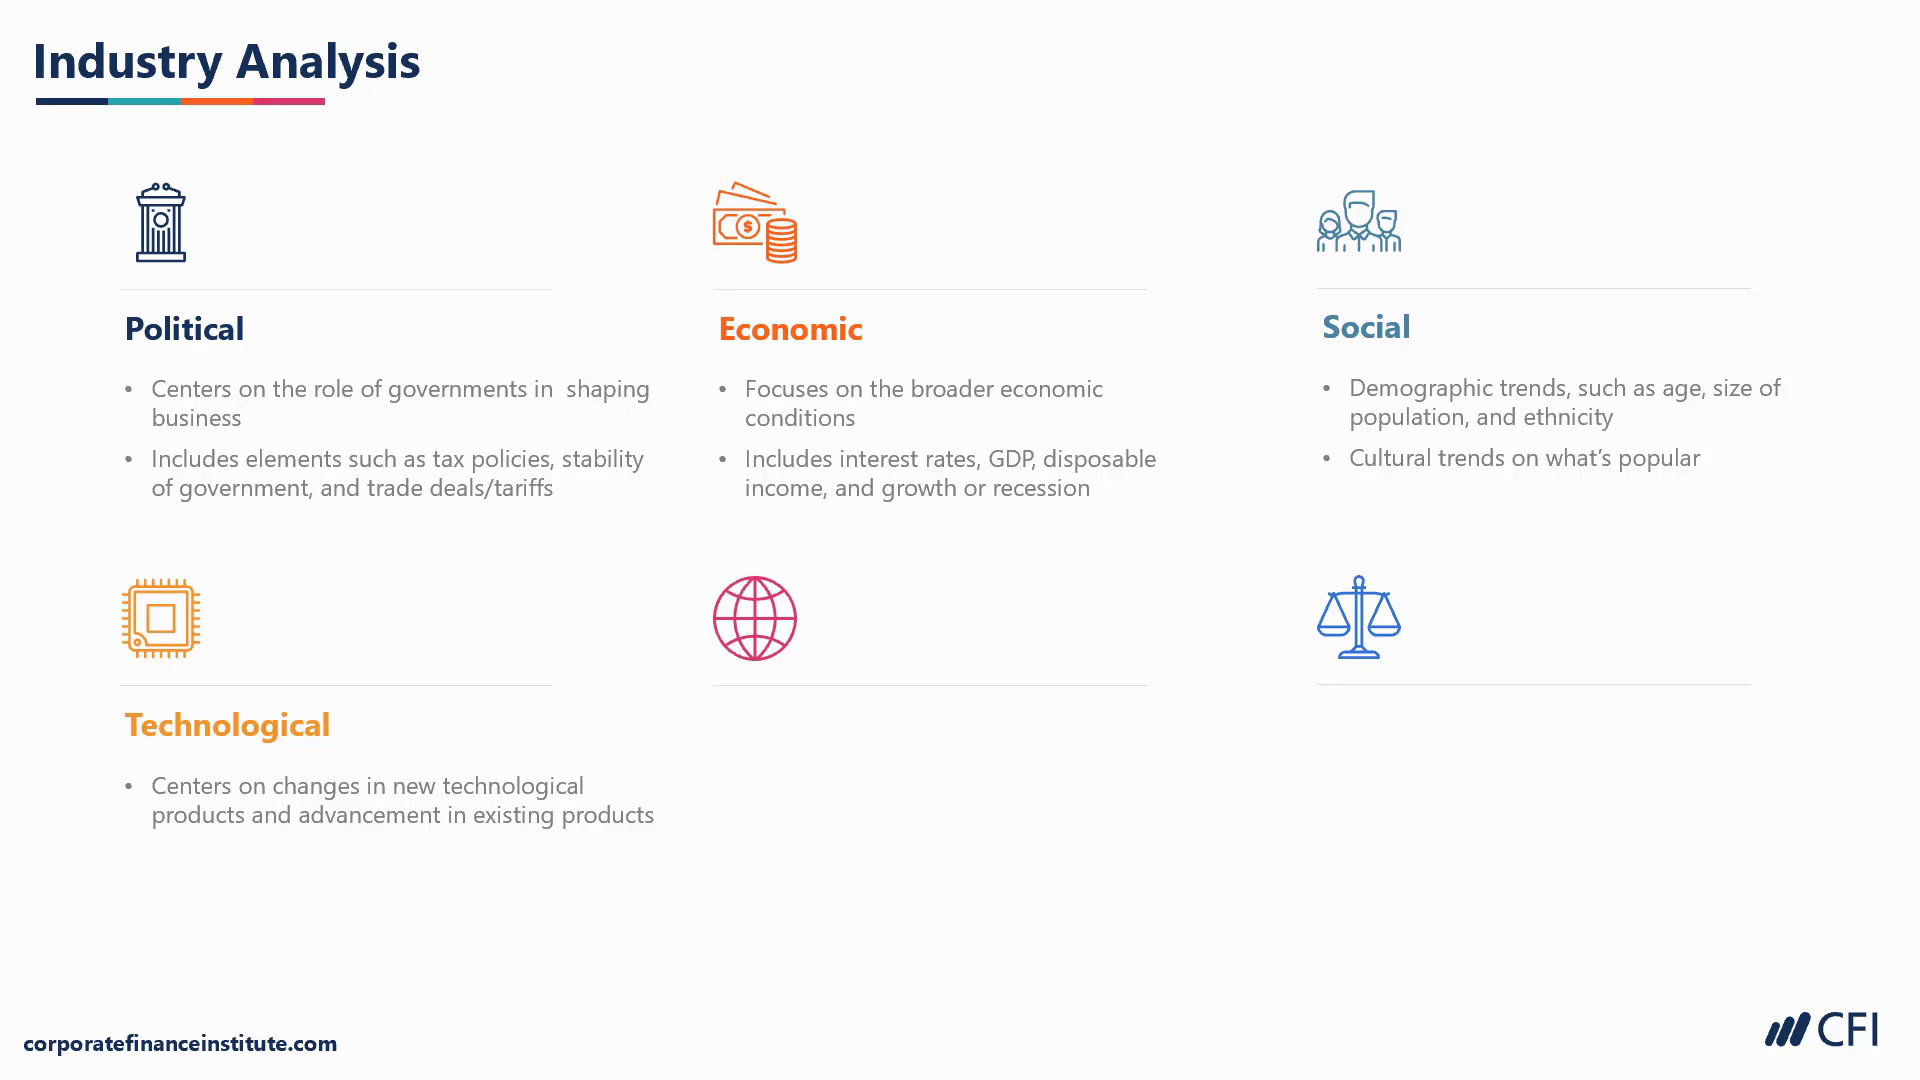 Industry Analysis
Political
• Centers on the role of governments in  shaping
business
• Includes elements such as tax policies, stability
of government, and trade deals/tariffs
Economic
• Focuses on the broader economic
conditions
• Includes interest rates, GDP, disposable
income, and growth or recession
Social
• Demographic trends, such as age, size of
population, and ethnicity
• Cultural trends on what’s popular
Technological
• Centers on changes in new technological
products and advancement in existing products
corporatefinanceinstitute.com
CFI